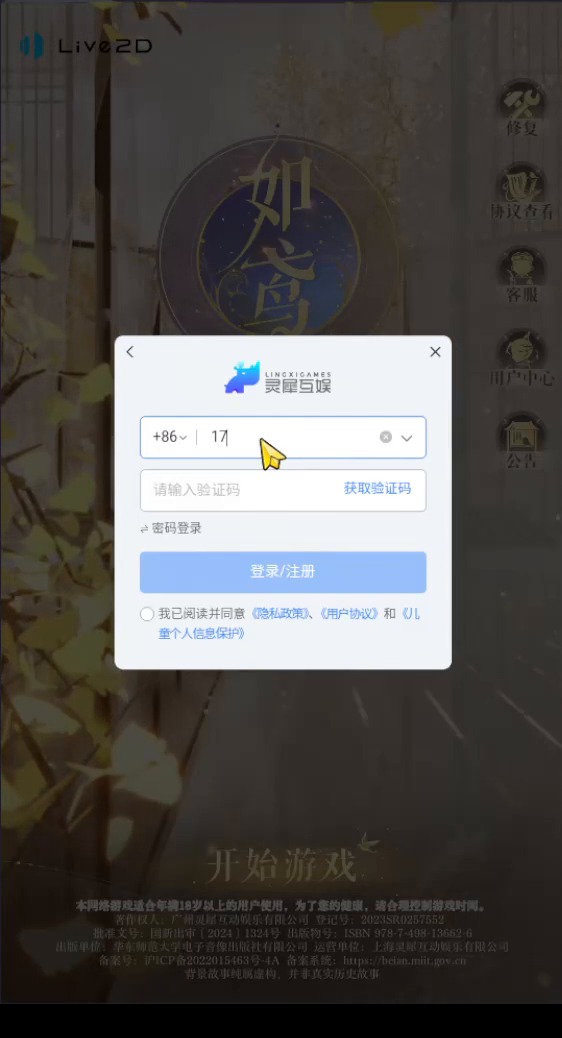 Live2D
修复
如鸢
协议查看
客服
用户中心
公告
LINGXIGAMES
灵犀互娱
+86 17
请输入验证码 获取验证码
⇌ 密码登录
登录/注册
我已阅读并同意《隐私政策》、《用户协议》和《儿
童个人信息保护》
开始游戏
本网络游戏适合年满18岁以上的用户使用，为了您的健康，请合理控制游戏时间。
著作权人：广州灵犀互动娱乐有限公司 登记号：2023SR0257552
批准文号：国新出审〔2024〕1324号 出版物号：ISBN 978-7-498-13662-6
出版单位：华东师范大学电子音像出版社有限公司 运营单位：上海灵犀互动娱乐有限公司
备案号：沪ICP备2022015463号-4A 备案系统：https://beian.miit.gov.cn
背景故事纯属虚构，并非真实历史故事